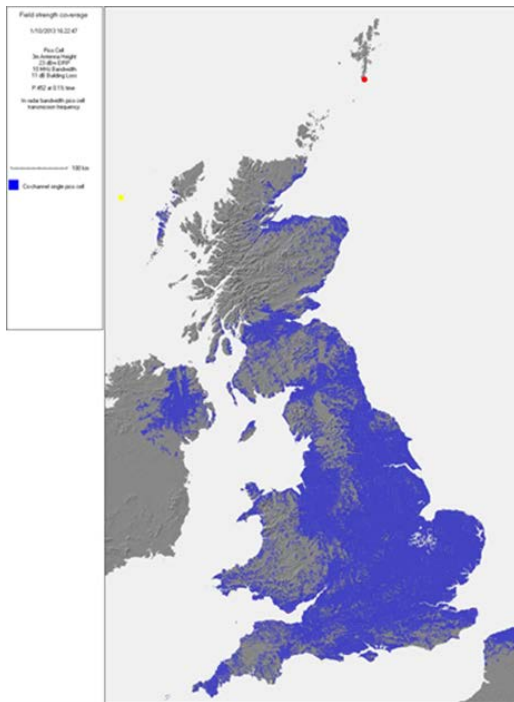 Field strength coverage
1/10/2013 16:22:47
Pico Cell
3m Antenna Height
23 dBm EIRP
10 MHz Bandwidth
11 dB Building Loss
P.452 at 0.1% time
In-radar bandwidth pico cell
transmission frequency
100 km
Co-channel single pico cell